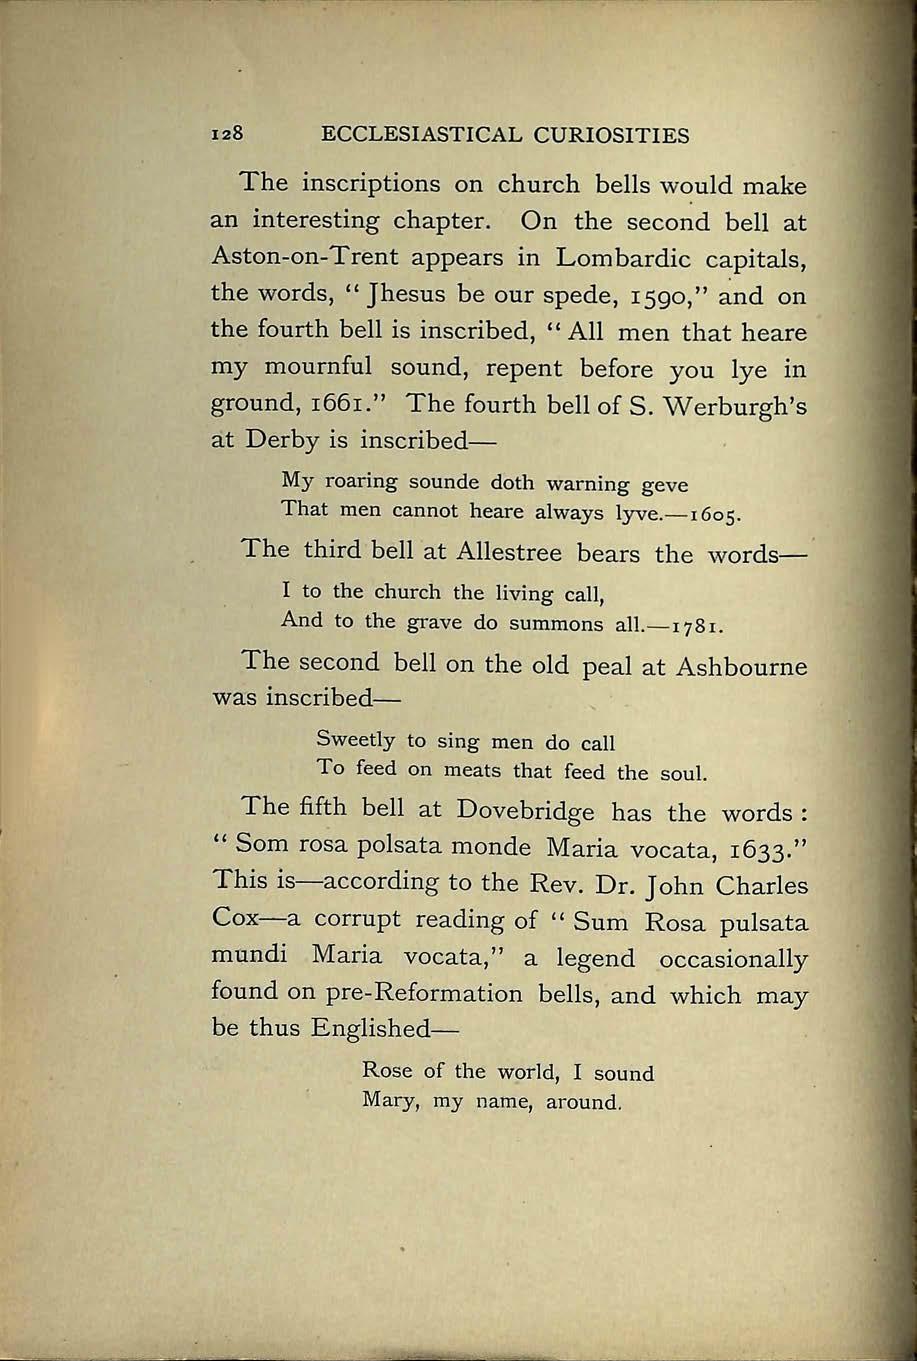 128 ECCLESIASTICAL CURIOSITIES
The inscriptions on church bells would make
an interesting chapter. On the second bell at
Aston-on-Trent appears in Lombardic capitals,
the words, “ Jhesus be our spede, 1590,” and on
the fourth bell is inscribed, “ All men that heare
my mournful sound, repent before you lye in
ground, 1661.” The fourth bell of S. Werburgh’s
at Derby is inscribed—
My roaring sounde doth warning geve
That men cannot heare always lyve.—1605.
The third bell at Allestree bears the words—
I to the church the living call,
And to the grave do summons all.—1781.
The second bell on the old peal at Ashbourne
was inscribed—
Sweetly to sing men do call
To feed on meats that feed the soul.
The fifth bell at Dovebridge has the words :
“ Som rosa polsata monde Maria vocata, 1633.”
This is—according to the Rev. Dr. John Charles
Cox—a corrupt reading of “ Sum Rosa pulsata
mundi Maria vocata,” a legend occasionally
found on pre-Reformation bells, and which may
be thus Englished—
Rose of the world, I sound
Mary, my name, around.